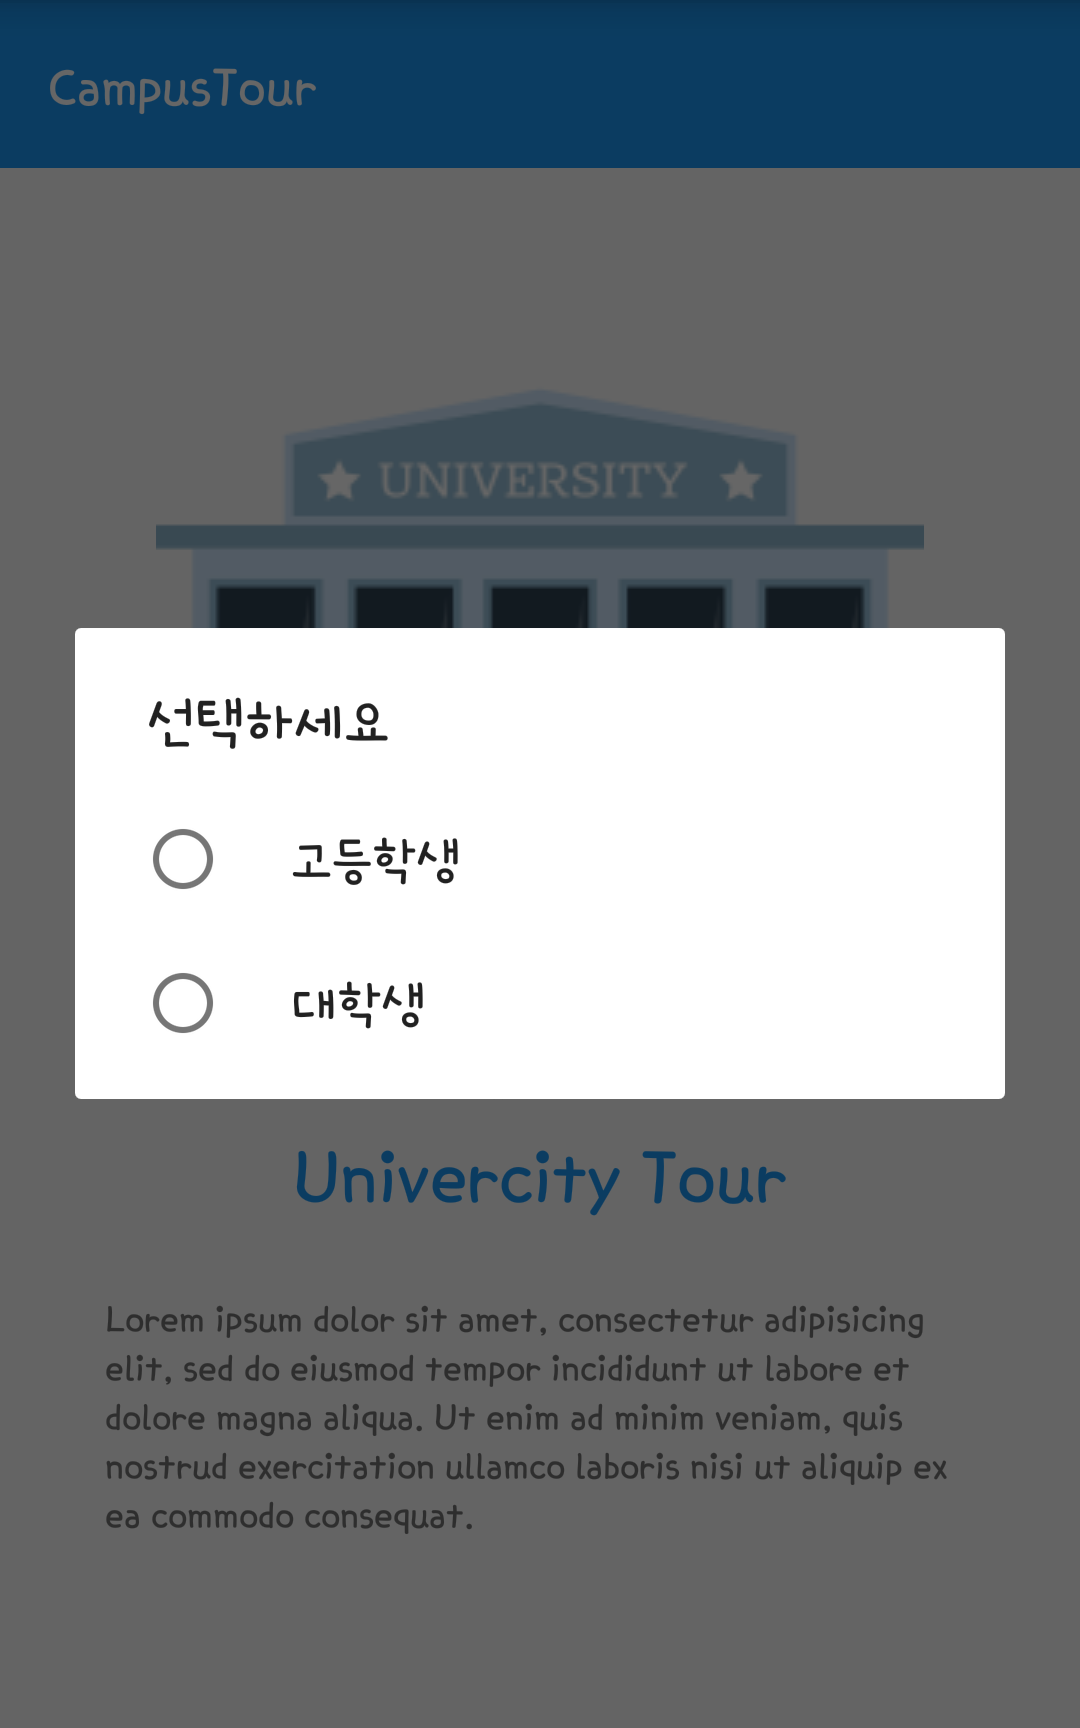 CampusTour
UNIVERSITY
선택하세요
고등학생
대학생
Univercity Tour
Lorem ipsum dolor sit amet, consectetur adipisicing
elit, sed do eiusmod tempor incididunt ut labore et
dolore magna aliqua. Ut enim ad minim veniam, quis
nostrud exercitation ullamco laboris nisi ut aliquip ex
ea commodo consequat.